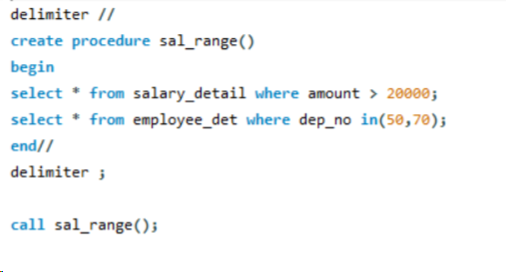 delimiter //
create procedure sal_range()
begin
select * from salary_detail where amount > 20000;
select * from employee_det where dep_no in(50,70);
end//
delimiter ;
call sal_range();